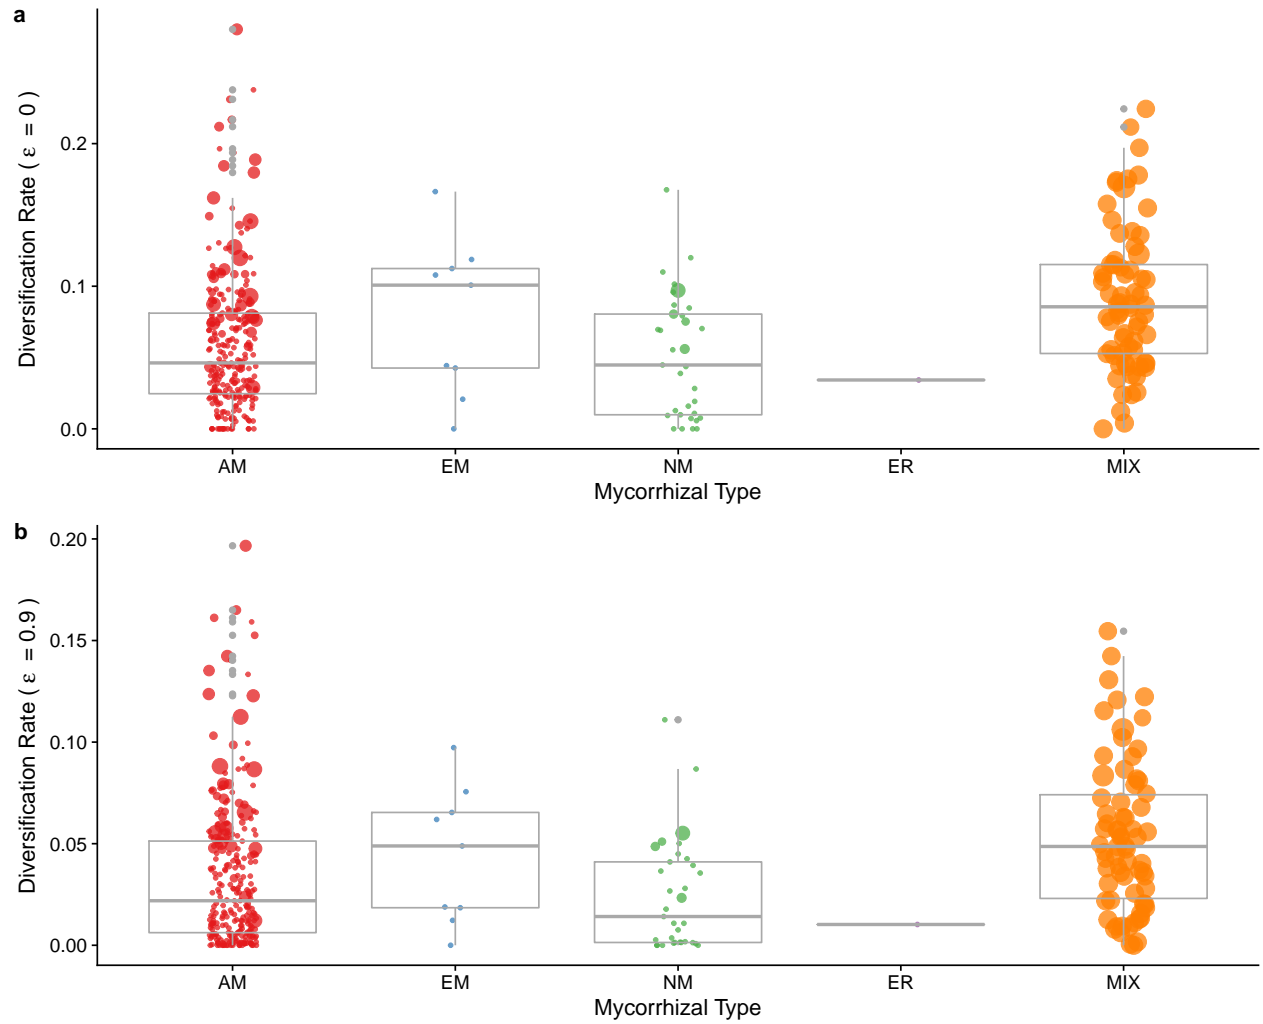 a
Diversification Rate ( ε = 0 )
0.2
0.1
0.0
AM EM NM ER MIX
Mycorrhizal Type
b
Diversification Rate ( ε = 0.9 )
0.20
0.15
0.10
0.05
0.00
AM EM NM ER MIX
Mycorrhizal Type